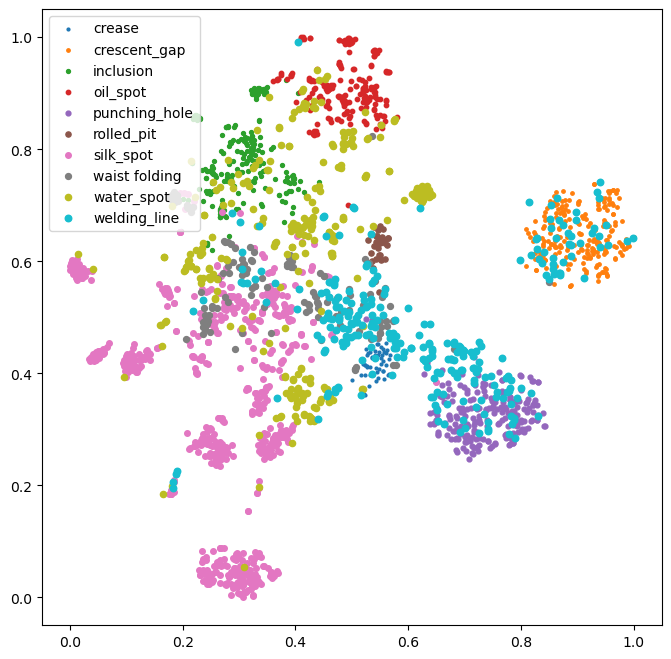 crease
crescent_gap
inclusion
oil_spot
punching_hole
rolled_pit
silk_spot
waist folding
water_spot
welding_line
1.0
0.8
0.6
0.4
0.2
0.0
0.0 0.2 0.4 0.6 0.8 1.0